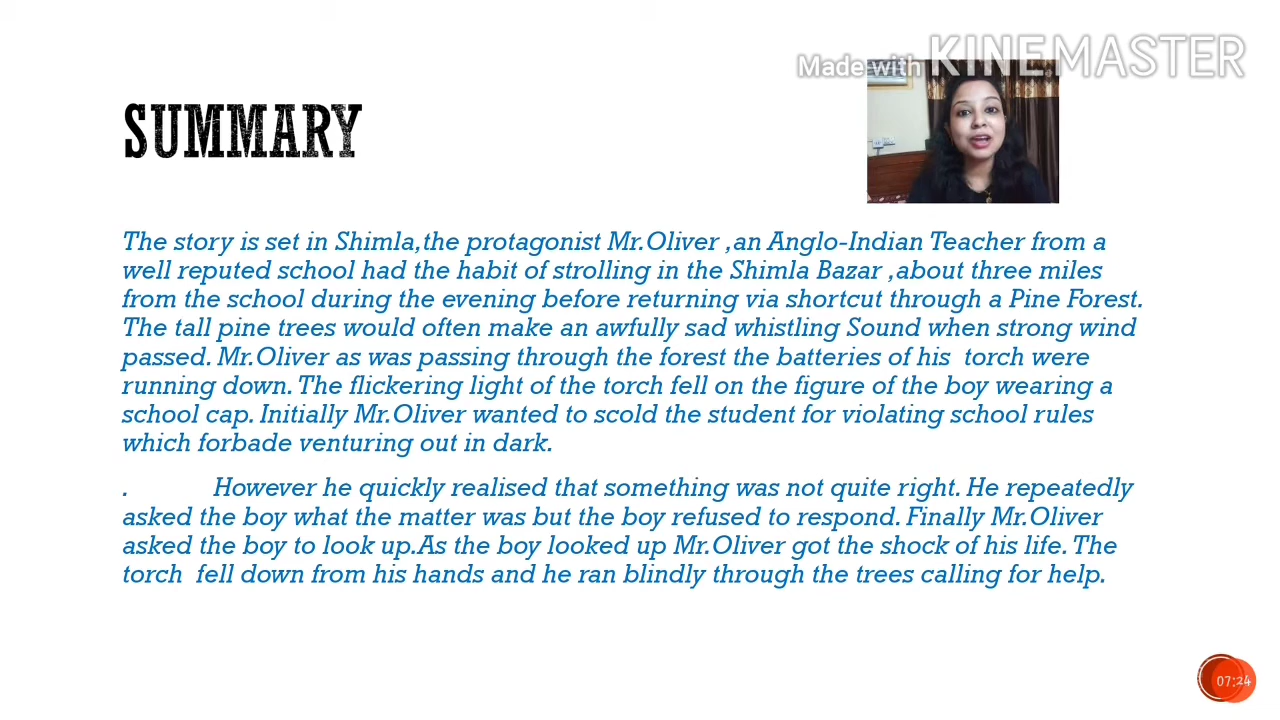 Made with KINEMASTER
SUMMARY
The story is set in Shimla,the protagonist Mr.Oliver ,an Anglo-Indian Teacher from a
well reputed school had the habit of strolling in the Shimla Bazar ,about three miles
from the school during the evening before returning via shortcut through a Pine Forest.
The tall pine trees would often make an awfully sad whistling Sound when strong wind
passed. Mr.Oliver as was passing through the forest the batteries of his  torch were
running down. The flickering light of the torch fell on the figure of the boy wearing a
school cap. Initially Mr.Oliver wanted to scold the student for violating school rules
which forbade venturing out in dark.
.          However he quickly realised that something was not quite right. He repeatedly
asked the boy what the matter was but the boy refused to respond. Finally Mr.Oliver
asked the boy to look up.As the boy looked up Mr.Oliver got the shock of his life. The
torch  fell down from his hands and he ran blindly through the trees calling for help.
07:24